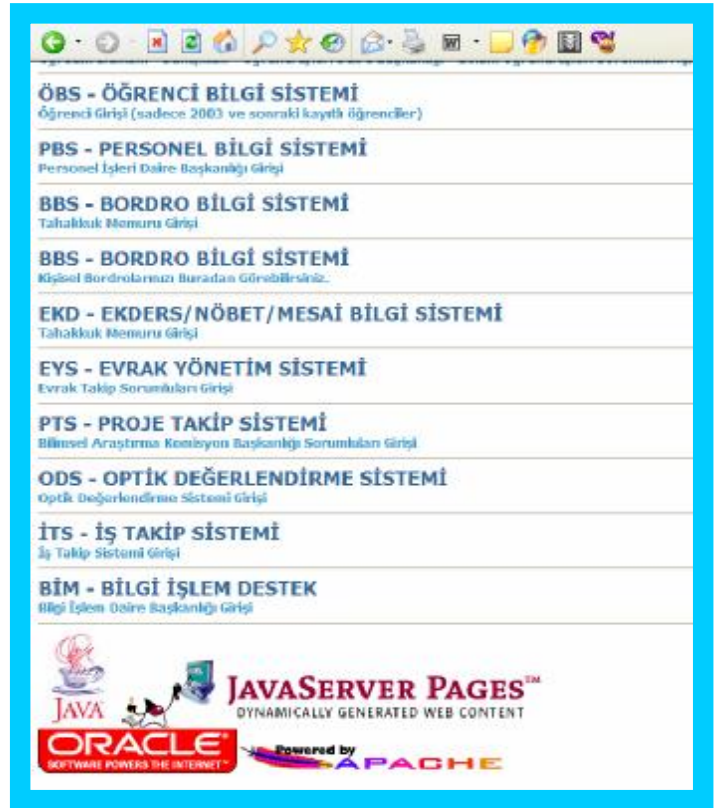 ÖBS - ÖĞRENCİ BİLGİ SİSTEMİ
Öğrenci Girişi (sadece 2003 ve sonraki kayıtlı öğrenciler)
PBS - PERSONEL BİLGİ SİSTEMİ
Personel İşleri Daire Başkanlığı Girişi
BBS - BORDRO BİLGİ SİSTEMİ
Tahakkuk Memuru Girişi
BBS - BORDRO BİLGİ SİSTEMİ
Kişisel Bordrolarınızı Buradan Görebilirsiniz.
EKD - EKDERS/NÖBET/MESAİ BİLGİ SİSTEMİ
Tahakkuk Memuru Girişi
EYS - EVRAK YÖNETİM SİSTEMİ
Evrak Takip Sorumluları Girişi
PTS - PROJE TAKİP SİSTEMİ
Bilimsel Araştırma Komisyon Başkanlığı Sorumluları Girişi
ODS - OPTİK DEĞERLENDİRME SİSTEMİ
Optik Değerlendirme Sistemi Girişi
İTS - İŞ TAKİP SİSTEMİ
İş Takip Sistemi Girişi
BİM - BİLGİ İŞLEM DESTEK
Bilgi İşlem Daire Başkanlığı Girişi
JAVA
JAVASERVER PAGES™
DYNAMICALLY GENERATED WEB CONTENT
ORACLE
SOFTWARE POWERS THE INTERNET™
Powered by
APACHE